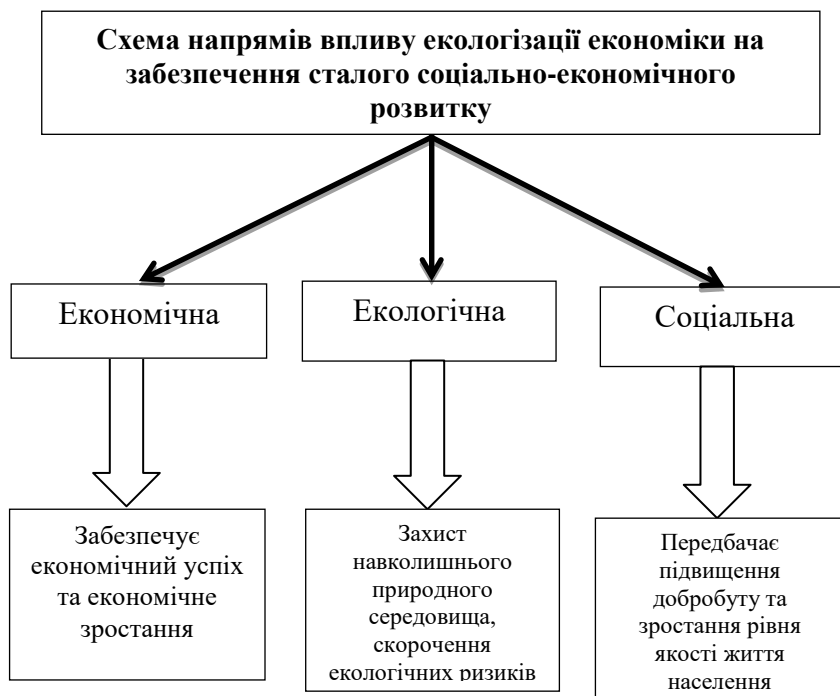 Схема напрямів впливу екологізації економіки на
забезпечення сталого соціально-економічного
розвитку
Економічна
Екологічна
Соціальна
Забезпечує
економічний успіх
та економічне
зростання
Захист
навколишнього
природного
середовища,
скорочення
екологічних ризиків
Передбачає
підвищення
добробуту та
зростання рівня
якості життя
населення